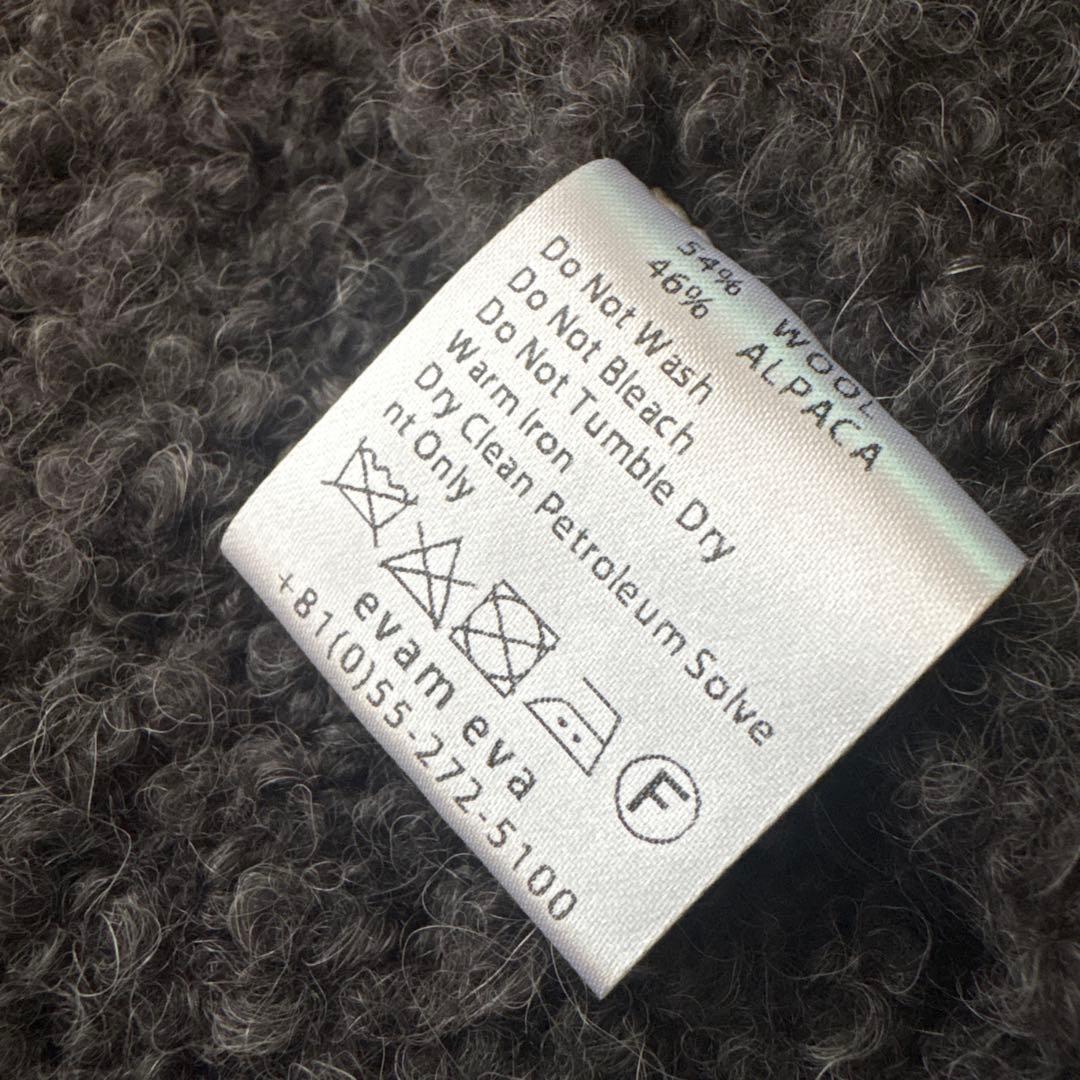 54% WOOL
46% ALPACA
Do Not Wash
Do Not Bleach
Do Not Tumble Dry
Warm Iron
Dry Clean Petroleum Solve
nt Only
F
evam eva
+81(0)55-272-5100